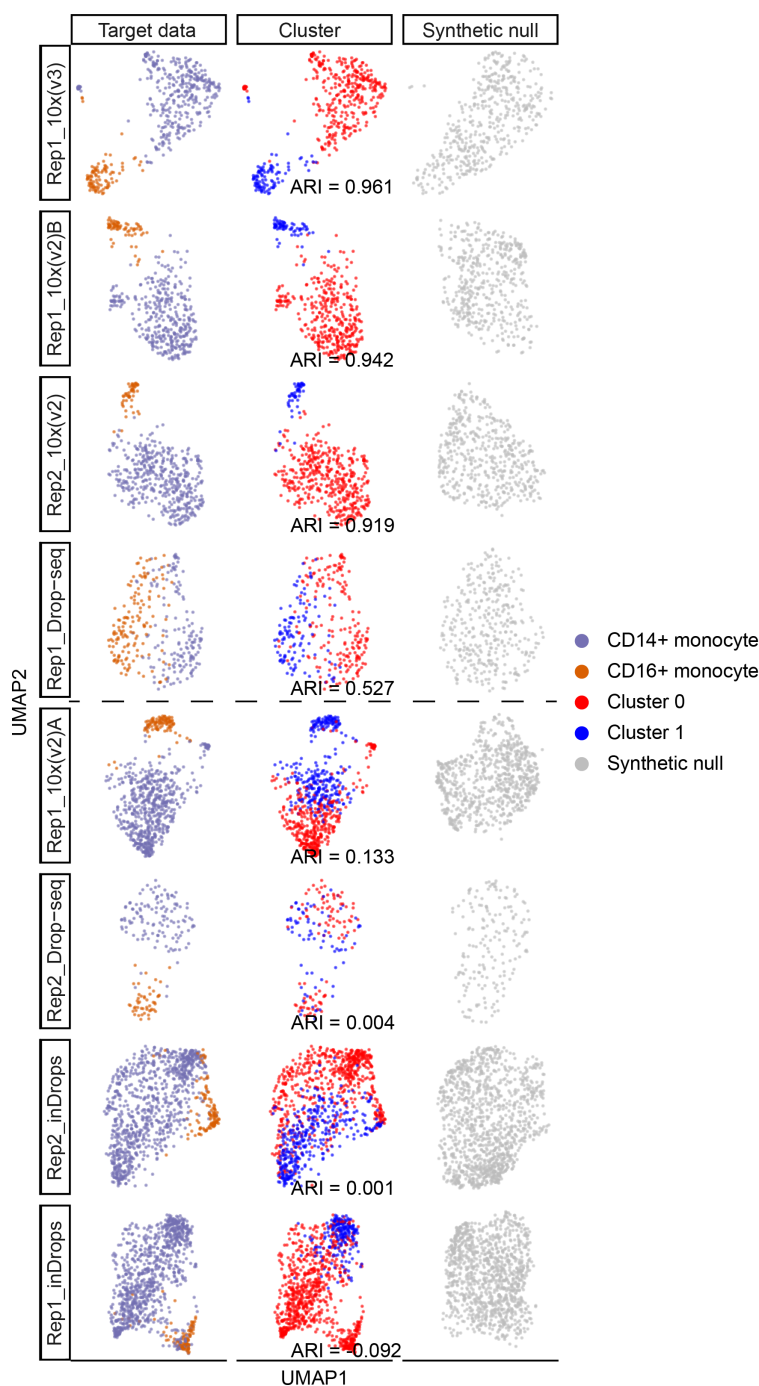 Target data
Cluster
Synthetic null
Rep1_10x(v3)
ARI = 0.961
Rep1_10x(v2)B
ARI = 0.942
Rep2_10x(v2)
ARI = 0.919
Rep1_Drop−seq
ARI = 0.527
UMAP2
CD14+ monocyte
CD16+ monocyte
Cluster 0
Cluster 1
Synthetic null
Rep1_10x(v2)A
ARI = 0.133
Rep2_Drop−seq
ARI = 0.004
Rep2_inDrops
ARI = 0.001
Rep1_inDrops
ARI = -0.092
UMAP1